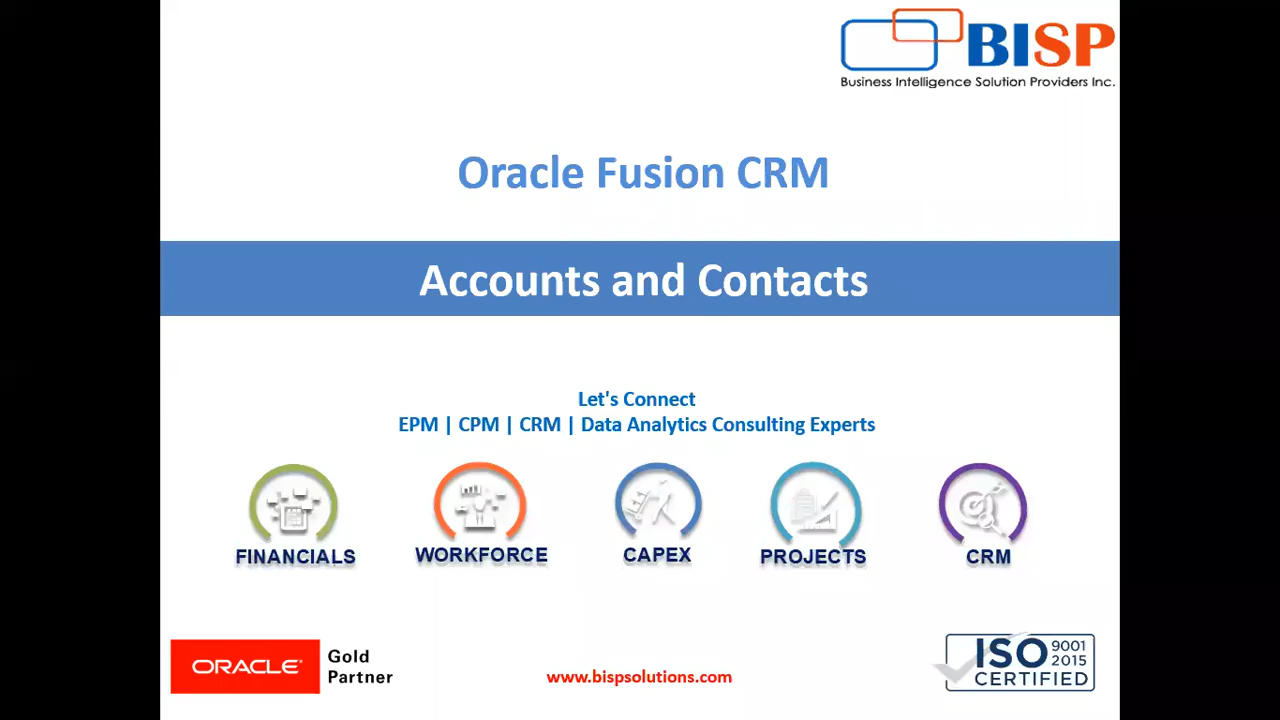 BISP
Business Intelligence Solution Providers Inc.
Oracle Fusion CRM
Accounts and Contacts
Let's Connect
EPM | CPM | CRM | Data Analytics Consulting Experts
FINANCIALS
WORKFORCE
CAPEX
PROJECTS
CRM
ORACLE
Gold
Partner
www.bispsolutions.com
ISO 9001
2015
CERTIFIED